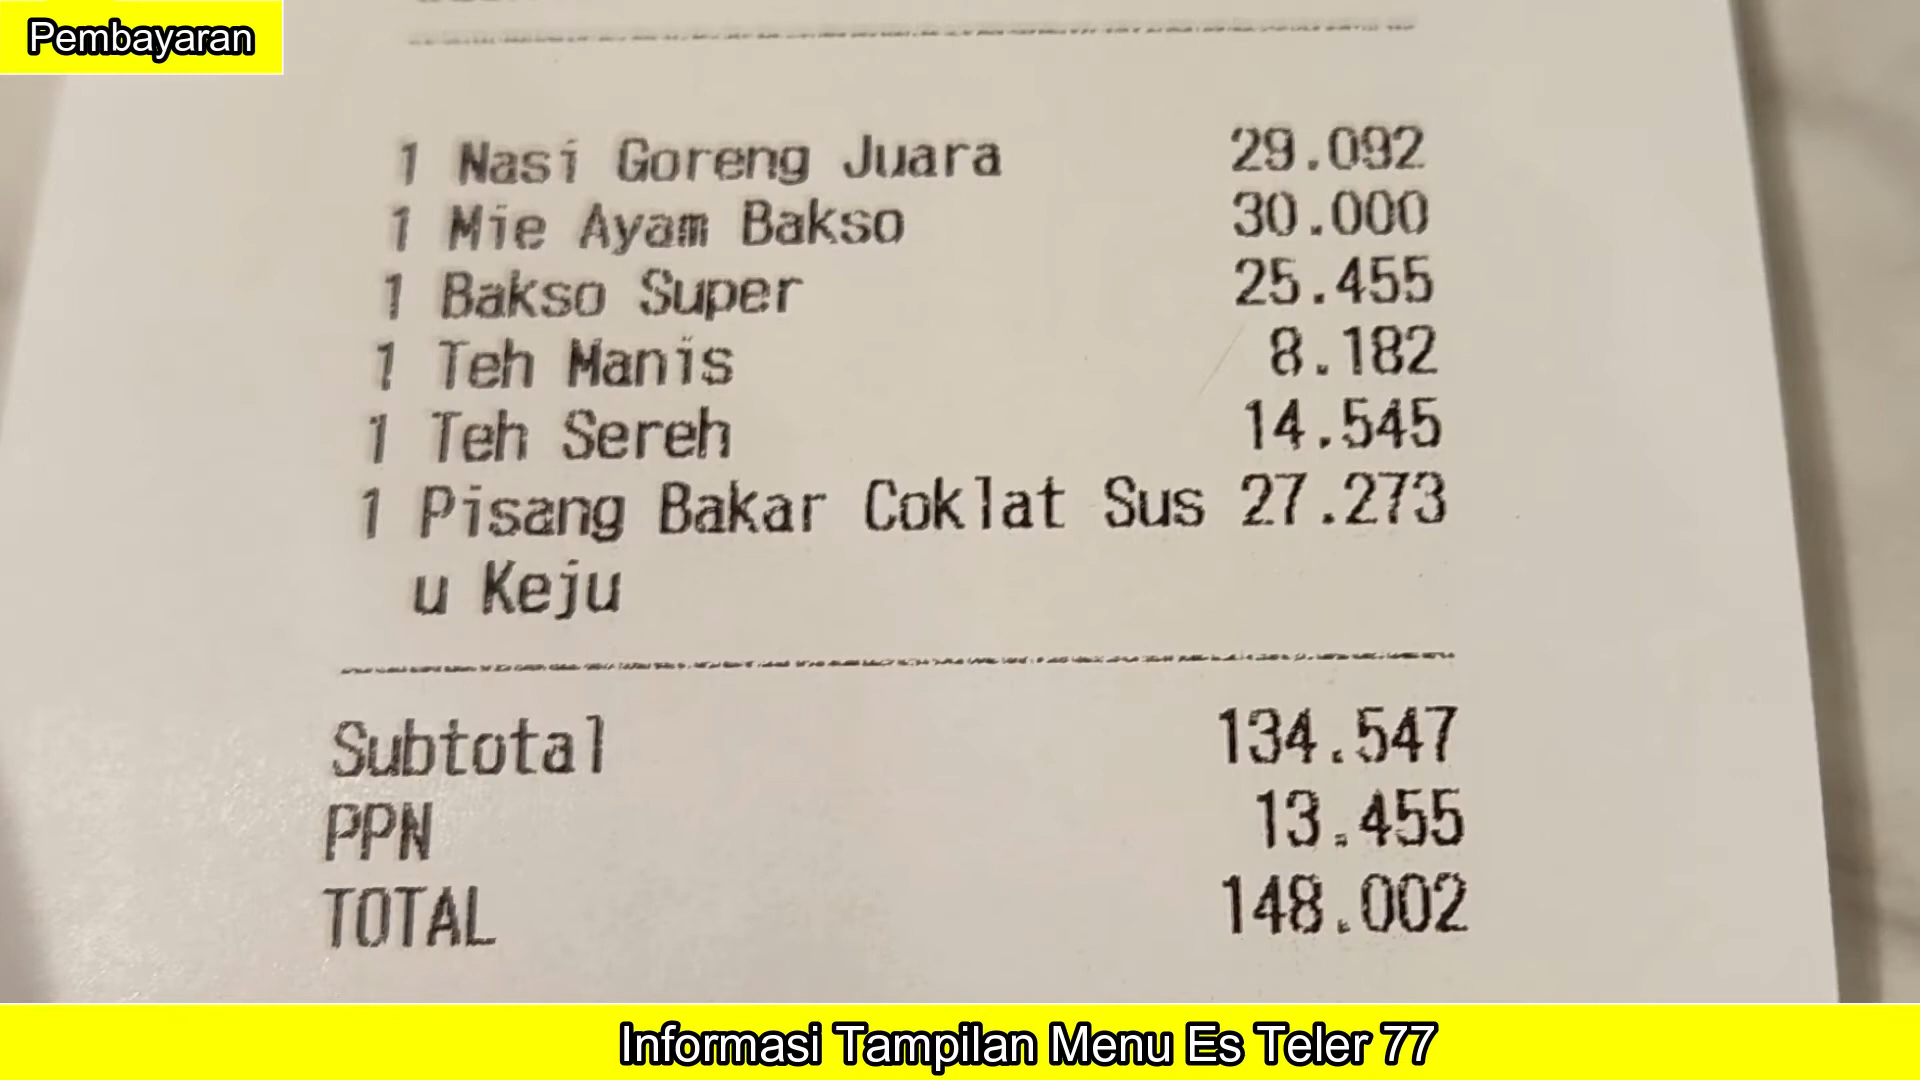 Pembayaran
1 Nasi Goreng Juara 29.092
1 Mie Ayam Bakso 30.000
1 Bakso Super 25.455
1 Teh Manis 8.182
1 Teh Sereh 14.545
1 Pisang Bakar Coklat Sus 27.273
u Keju
Subtotal 134.547
PPN 13.455
TOTAL 148.002
Informasi Tampilan Menu Es Teler 77